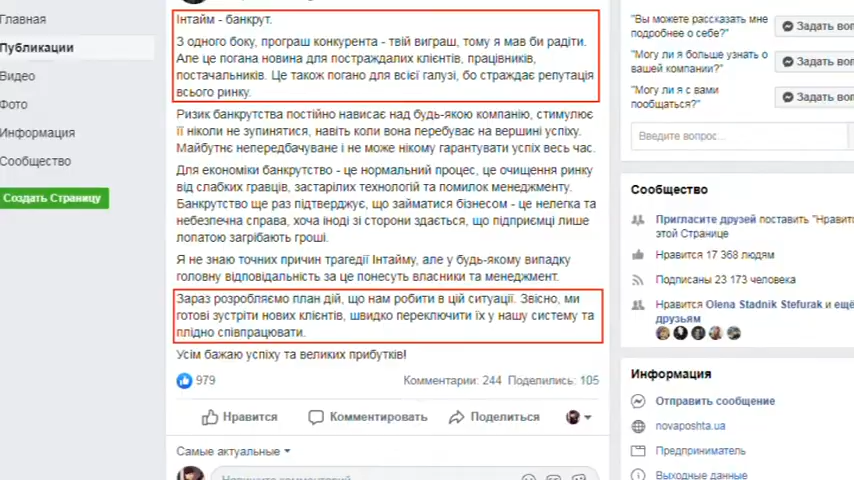 Главная
Публикации
Видео
Фото
Информация
Сообщество
Создать Страницу
Інтайм - банкрут.
З одного боку, програш конкурента - твій виграш, тому я мав би радіти.
Але це погана новина для постраждалих клієнтів, працівників,
постачальників. Це також погано для всієї галузі, бо страждає репутація
всього ринку.
Ризик банкрутства постійно нависає над будь-якою компанію, стимулює
її ніколи не зупинятися, навіть коли вона перебуває на вершині успіху.
Майбутнє непередбачуване і не може нікому гарантувати успіх весь час.
Для економіки банкрутство - це нормальний процес, це очищення ринку
від слабких гравців, застарілих технологій та помилок менеджменту.
Банкрутство ще раз підтверджує, що займатися бізнесом - це нелегка та
небезпечна справа, хоча іноді зі сторони здається, що підприємці лише
лопатою загрібають гроші.
Я не знаю точних причин трагедії Інтайму, але у будь-якому випадку
головну відповідальність за це понесуть власники та менеджмент.
Зараз розробляємо план дій, що нам робити в цій ситуації. Звісно, ми
готові зустріти нових клієнтів, швидко переключити їх у нашу систему та
плідно співпрацювати.
Усім бажаю успіху та великих прибутків!
979
Комментарии: 244 Поделились: 105
Нравится
Комментировать
Поделиться
Самые актуальные
Напишите комментарий
"Вы можете рассказать мне
подробнее о себе?"
Задать воп
"Могу ли я больше узнать о
вашей компании?"
Задать воп
"Могу ли я с вами
пообщаться?"
Задать воп
Введите вопрос...
Сообщество
Пригласите друзей поставить "Нравитс
этой Странице
Нравится 17 368 людям
Подписаны 23 173 человека
Нравится Olena Stadnik Stefurak и ещё
друзьям
Информация
Отправить сообщение
novaposhta.ua
Предприниматель
Выходные данные